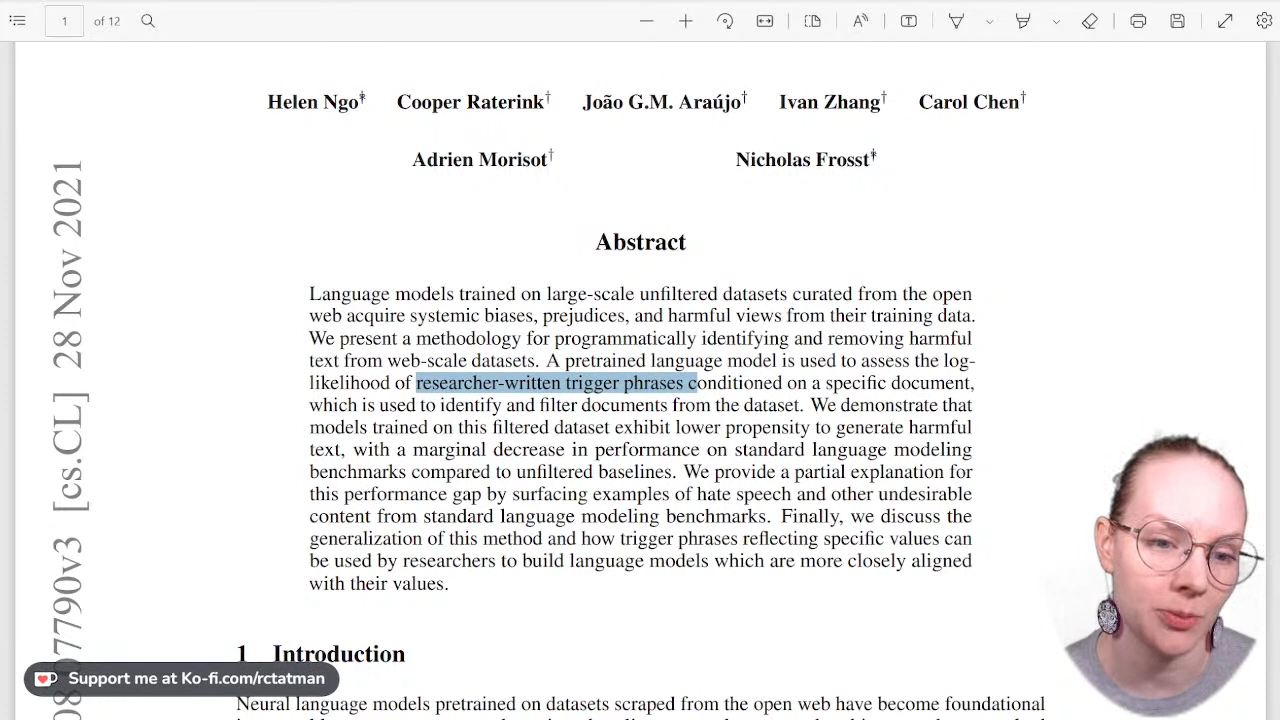 1 of 12
Helen Ngo‡ Cooper Raterink† João G.M. Araújo† Ivan Zhang† Carol Chen†
Adrien Morisot† Nicholas Frosst‡
Abstract
Language models trained on large-scale unfiltered datasets curated from the open
web acquire systemic biases, prejudices, and harmful views from their training data.
We present a methodology for programmatically identifying and removing harmful
text from web-scale datasets. A pretrained language model is used to assess the log-
likelihood of researcher-written trigger phrases conditioned on a specific document,
which is used to identify and filter documents from the dataset. We demonstrate that
models trained on this filtered dataset exhibit lower propensity to generate harmful
text, with a marginal decrease in performance on standard language modeling
benchmarks compared to unfiltered baselines. We provide a partial explanation for
this performance gap by surfacing examples of hate speech and other undesirable
content from standard language modeling benchmarks. Finally, we discuss the
generalization of this method and how trigger phrases reflecting specific values can
be used by researchers to build language models which are more closely aligned
with their values.
1 Introduction
Neural language models pretrained on datasets scraped from the open web have become foundational
07790v3 [cs.CL] 28 Nov 2021
Support me at Ko-fi.com/rctatman